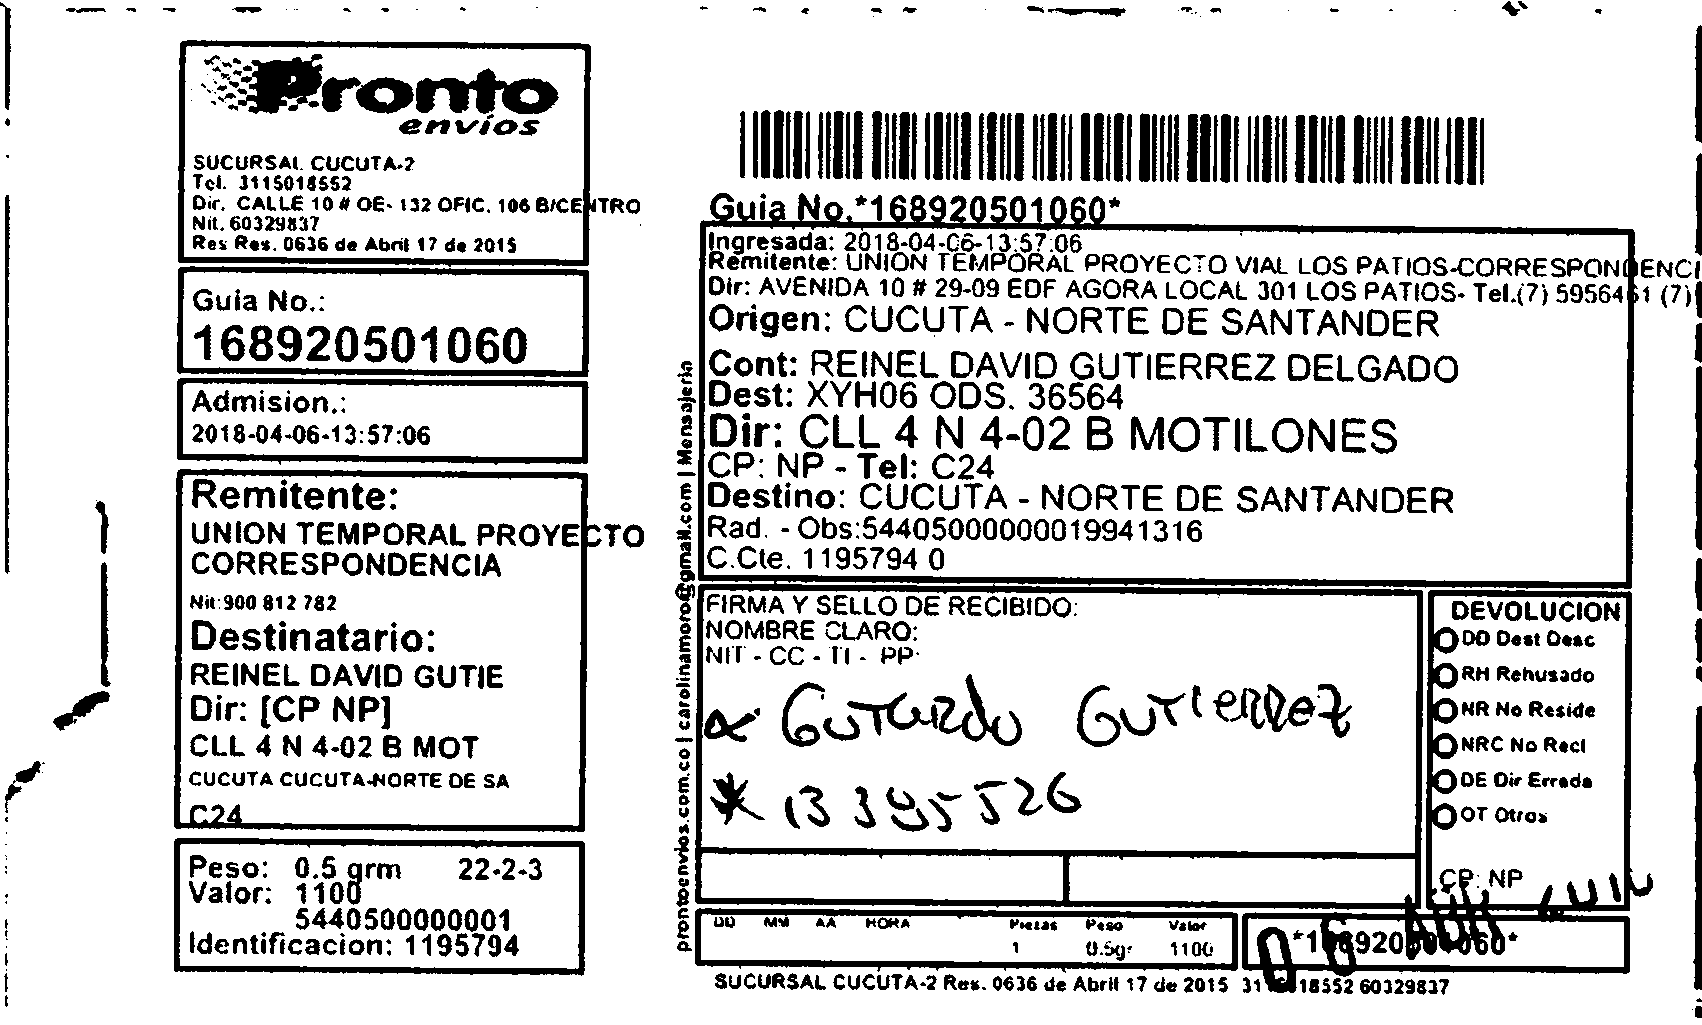 Pronto
envíos
SUCURSAL CUCUTA-2
Tel. 3115018552
Dir. CALLE 10 # OE- 132 OFIC. 106 B/CENTRO
Nit. 60329837
Res Res. 0636 de Abril 17 de 2015
Guia No.:
168920501060
Admision.:
2018-04-06-13:57:06
Remitente:
UNION TEMPORAL PROYECTO
CORRESPONDENCIA
Nit:900 812 782
Destinatario:
REINEL DAVID GUTIE
Dir: [CP NP]
CLL 4 N 4-02 B MOT
CUCUTA CUCUTA-NORTE DE SA
C24
Peso: 0.5 grm 22-2-3
Valor: 1100
5440500000001
Identificacion: 1195794
prontoenvios.com.co | carolinamoro@gmail.com | Mensajeria
Guia No.*168920501060*
Ingresada: 2018-04-06-13:57:06
Remitente: UNION TEMPORAL PROYECTO VIAL LOS PATIOS-CORRESPONDENCI
Dir: AVENIDA 10 # 29-09 EDF AGORA LOCAL 301 LOS PATIOS- Tel.(7) 5956461 (7)
Origen: CUCUTA - NORTE DE SANTANDER
Cont: REINEL DAVID GUTIERREZ DELGADO
Dest: XYH06 ODS. 36564
Dir: CLL 4 N 4-02 B MOTILONES
CP: NP - Tel: C24
Destino: CUCUTA - NORTE DE SANTANDER
Rad. - Obs:54405000000019941316
C.Cte. 1195794 0
FIRMA Y SELLO DE RECIBIDO:
NOMBRE CLARO:
NIT - CC - TI - PP:
Gutierrez
DEVOLUCION
DD Dest Desc
RH Rehusado
NR No Reside
NRC No Recl
DE Dir Errada
OT Otros
CP: NP
DD MM AA HORA Piezas Peso Valor
1 0.5gr 1100
06 ABR
*168920501060*
SUCURSAL CUCUTA-2 Res. 0636 de Abril 17 de 2015 3115018552 60329837